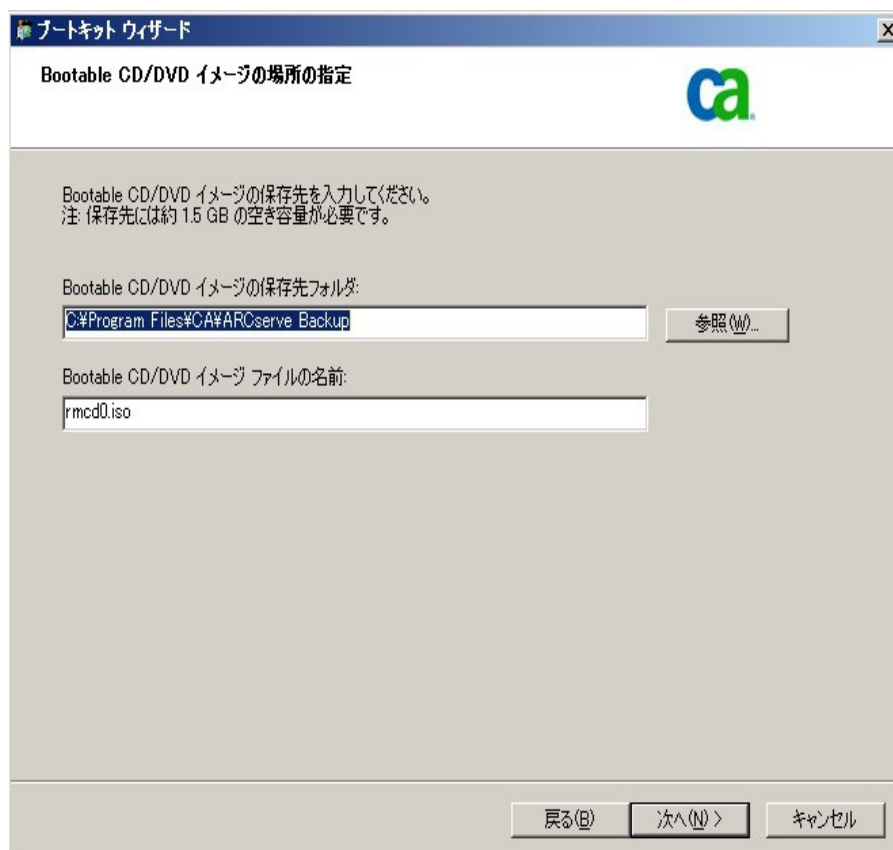 ブートキット ウィザード
Bootable CD/DVD イメージの場所の指定
ca
Bootable CD/DVD イメージの保存先を入力してください。
注: 保存先には約 1.5 GB の空き容量が必要です。
Bootable CD/DVD イメージの保存先フォルダ:
C:¥Program Files¥CA¥ARCserve Backup
参照(W)...
Bootable CD/DVD イメージ ファイルの名前:
rmcd0.iso
戻る(B)
次へ(N) >
キャンセル